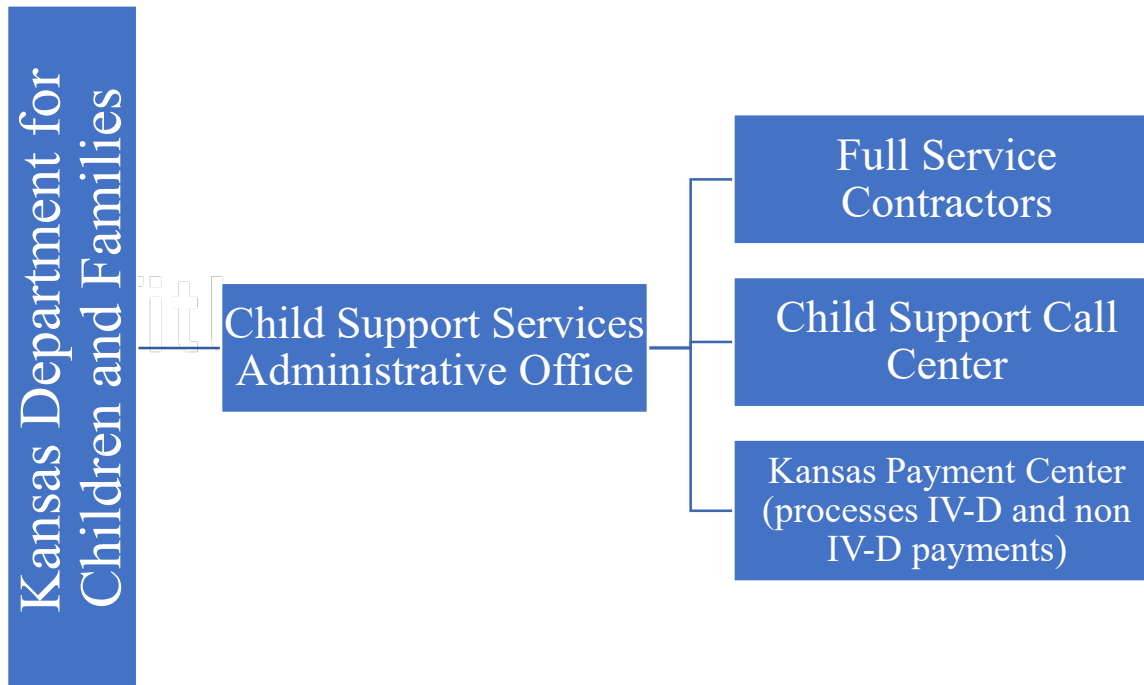 Kansas Department for
Children and Families
Child Support Services
Administrative Office
Full Service
Contractors
Child Support Call
Center
Kansas Payment Center
(processes IV-D and non
IV-D payments)